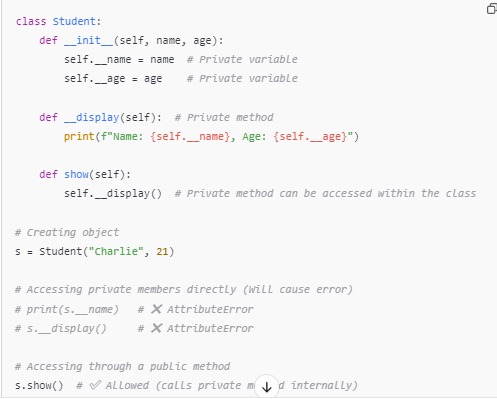 class Student:
    def __init__(self, name, age):
        self.__name = name  # Private variable
        self.__age = age    # Private variable

    def __display(self):  # Private method
        print(f"Name: {self.__name}, Age: {self.__age}")

    def show(self):
        self.__display()  # Private method can be accessed within the class

# Creating object
s = Student("Charlie", 21)

# Accessing private members directly (Will cause error)
# print(s.__name)   # ❌ AttributeError
# s.__display()     # ❌ AttributeError

# Accessing through a public method
s.show()  # ✅ Allowed (calls private internally)